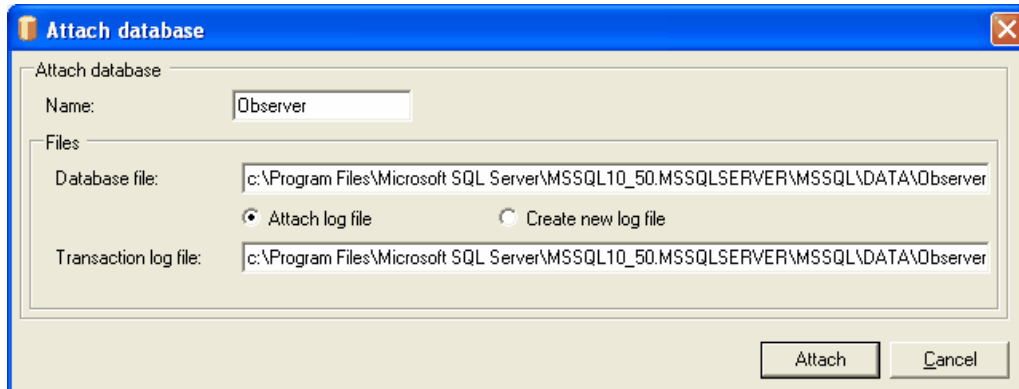 Attach database
Attach database
Name: Observer
Files
Database file: c:\Program Files\Microsoft SQL Server\MSSQL10_50.MSSQLSERVER\MSSQL\DATA\Observer
Attach log file Create new log file
Transaction log file: c:\Program Files\Microsoft SQL Server\MSSQL10_50.MSSQLSERVER\MSSQL\DATA\Observer
Attach Cancel